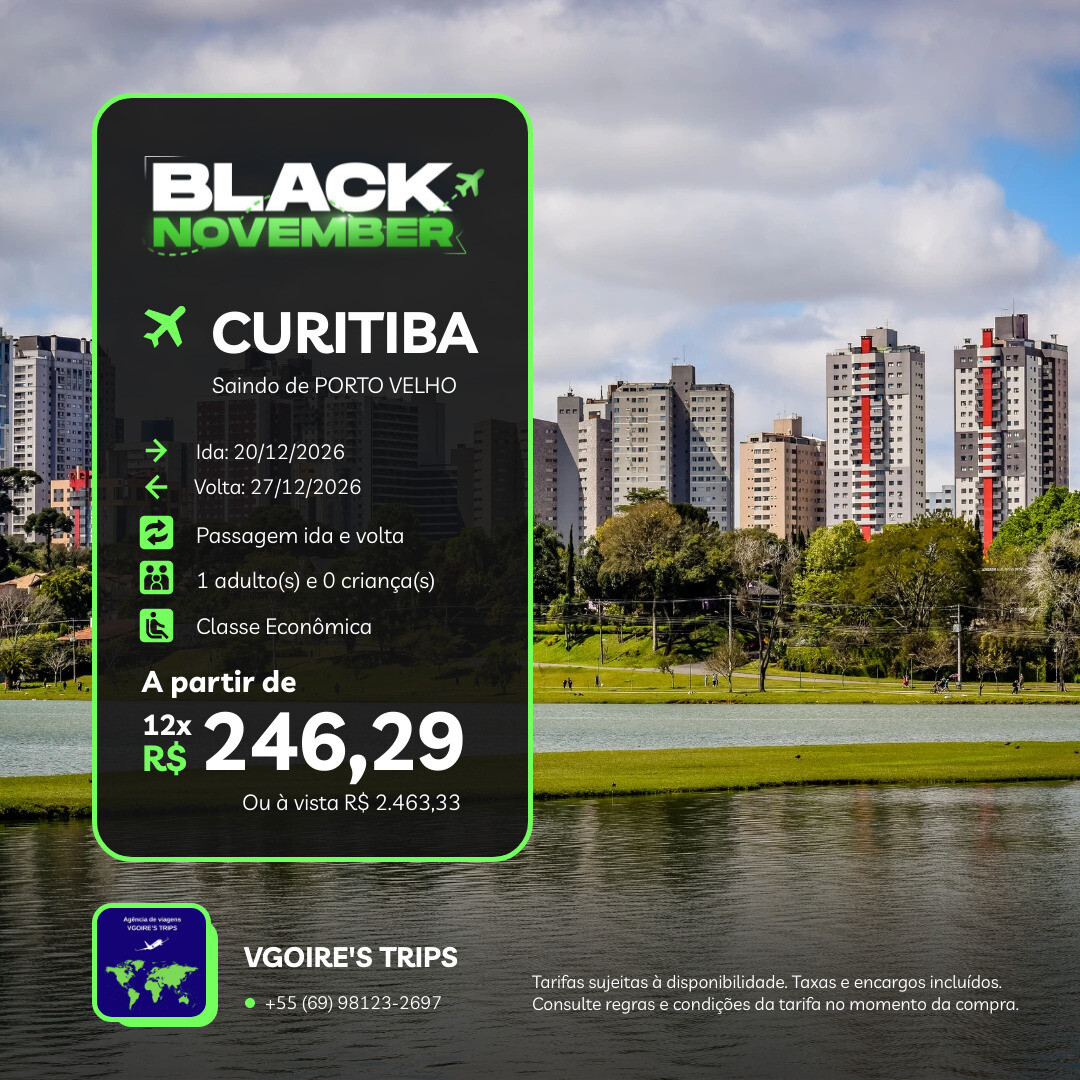 BLACK
NOVEMBER
CURITIBA
Saindo de PORTO VELHO
Ida: 20/12/2026
Volta: 27/12/2026
Passagem ida e volta
1 adulto(s) e 0 criança(s)
Classe Econômica
A partir de
12x
R$ 246,29
Ou à vista R$ 2.463,33
Agência de viagens
VGOIRE'S TRIPS
VGOIRE'S TRIPS
+55 (69) 98123-2697
Tarifas sujeitas à disponibilidade. Taxas e encargos incluídos.
Consulte regras e condições da tarifa no momento da compra.